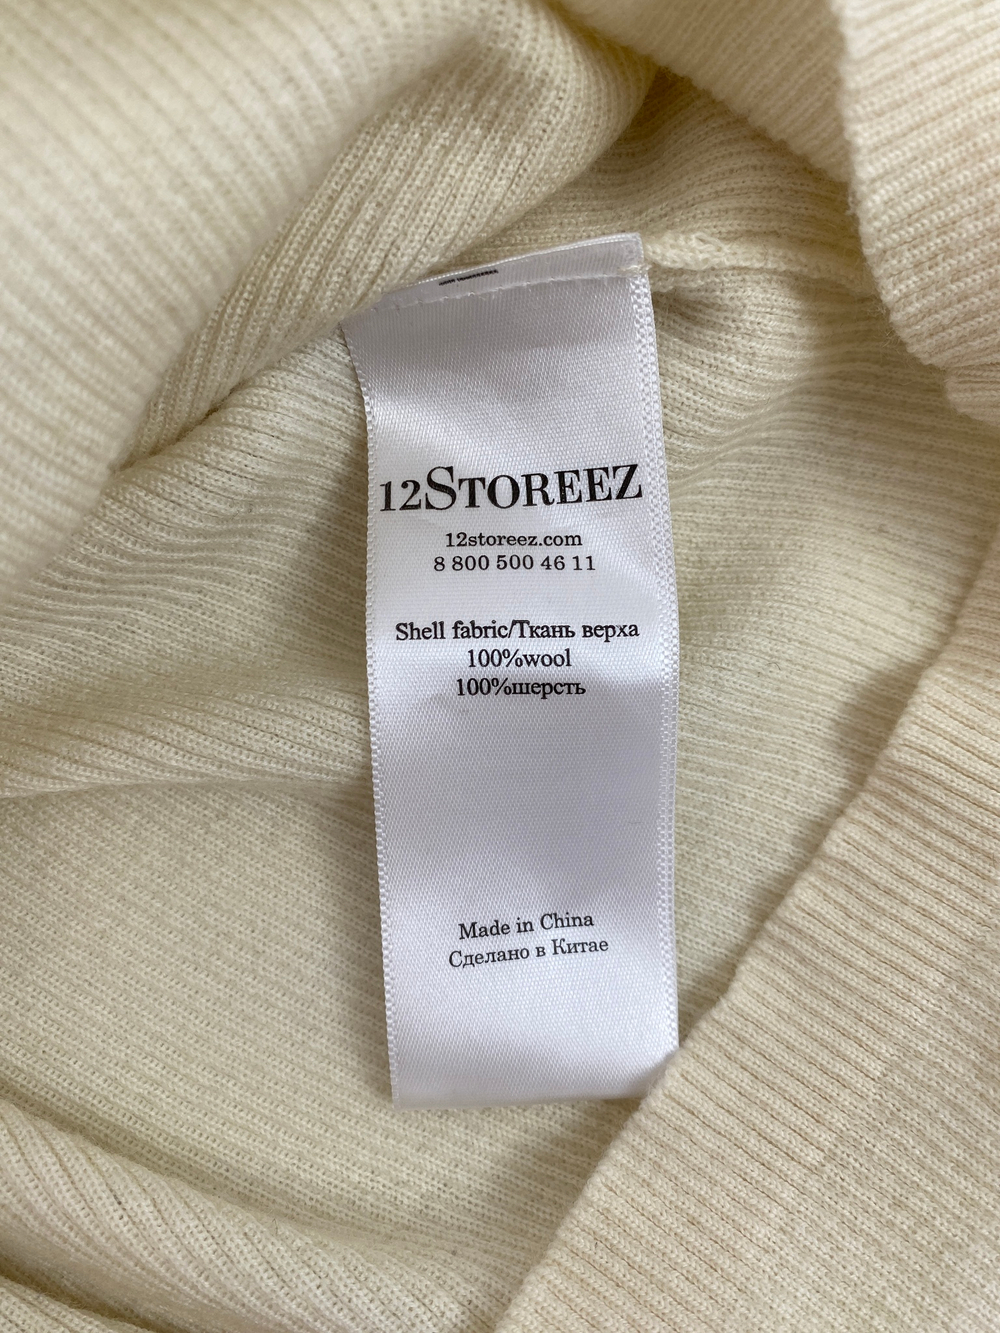 12STOREEZ
12storeez.com
8 800 500 46 11
Shell fabric/Ткань верха
100%wool
100%шерсть
Made in China
Сделано в Китае